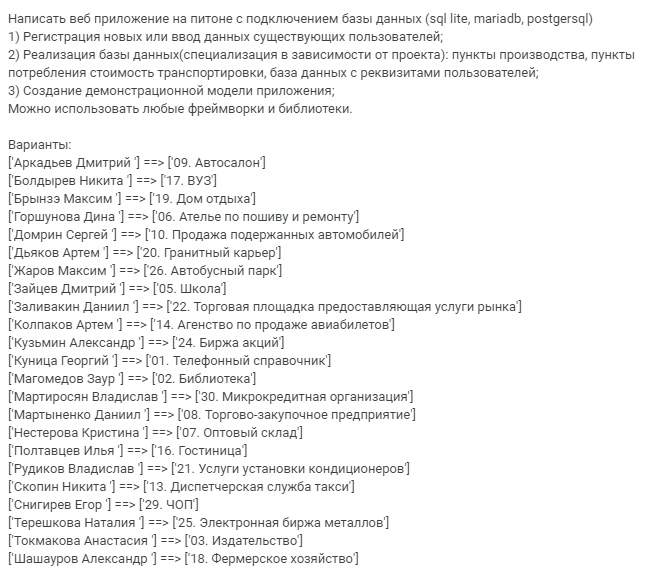 Написать веб приложение на питоне с подключением базы данных (sql lite, mariadb, postgersql)
1) Регистрация новых или ввод данных существующих пользователей;
2) Реализация базы данных(специализация в зависимости от проекта): пункты производства, пункты
потребления стоимость транспортировки, база данных с реквизитами пользователей;
3) Создание демонстрационной модели приложения;
Можно использовать любые фреймворки и библиотеки.

Варианты:
['Аркадьев Дмитрий '] ==> ['09. Автосалон']
['Болдырев Никита '] ==> ['17. ВУЗ']
['Брынзэ Максим '] ==> ['19. Дом отдыха']
['Горшунова Дина '] ==> ['06. Ателье по пошиву и ремонту']
['Домрин Сергей '] ==> ['10. Продажа подержанных автомобилей']
['Дьяков Артем '] ==> ['20. Гранитный карьер']
['Жаров Максим '] ==> ['26. Автобусный парк']
['Зайцев Дмитрий '] ==> ['05. Школа']
['Заливакин Даниил '] ==> ['22. Торговая площадка предоставляющая услуги рынка']
['Колпаков Артем '] ==> ['14. Агенство по продаже авиабилетов']
['Кузьмин Александр '] ==> ['24. Биржа акций']
['Куница Георгий '] ==> ['01. Телефонный справочник']
['Магомедов Заур '] ==> ['02. Библиотека']
['Мартиросян Владислав '] ==> ['30. Микрокредитная организация']
['Мартыненко Даниил '] ==> ['08. Торгово-закупочное предприятие']
['Нестерова Кристина '] ==> ['07. Оптовый склад']
['Полтавцев Илья '] ==> ['16. Гостиница']
['Рудиков Владислав '] ==> ['21. Услуги установки кондиционеров']
['Скопин Никита '] ==> ['13. Диспетчерская служба такси']
['Снигирев Егор '] ==> ['29. ЧОП']
['Терешкова Наталия '] ==> ['25. Электронная биржа металлов']
['Токмакова Анастасия '] ==> ['03. Издательство']
['Шашауров Александр '] ==> ['18. Фермерское хозяйство']